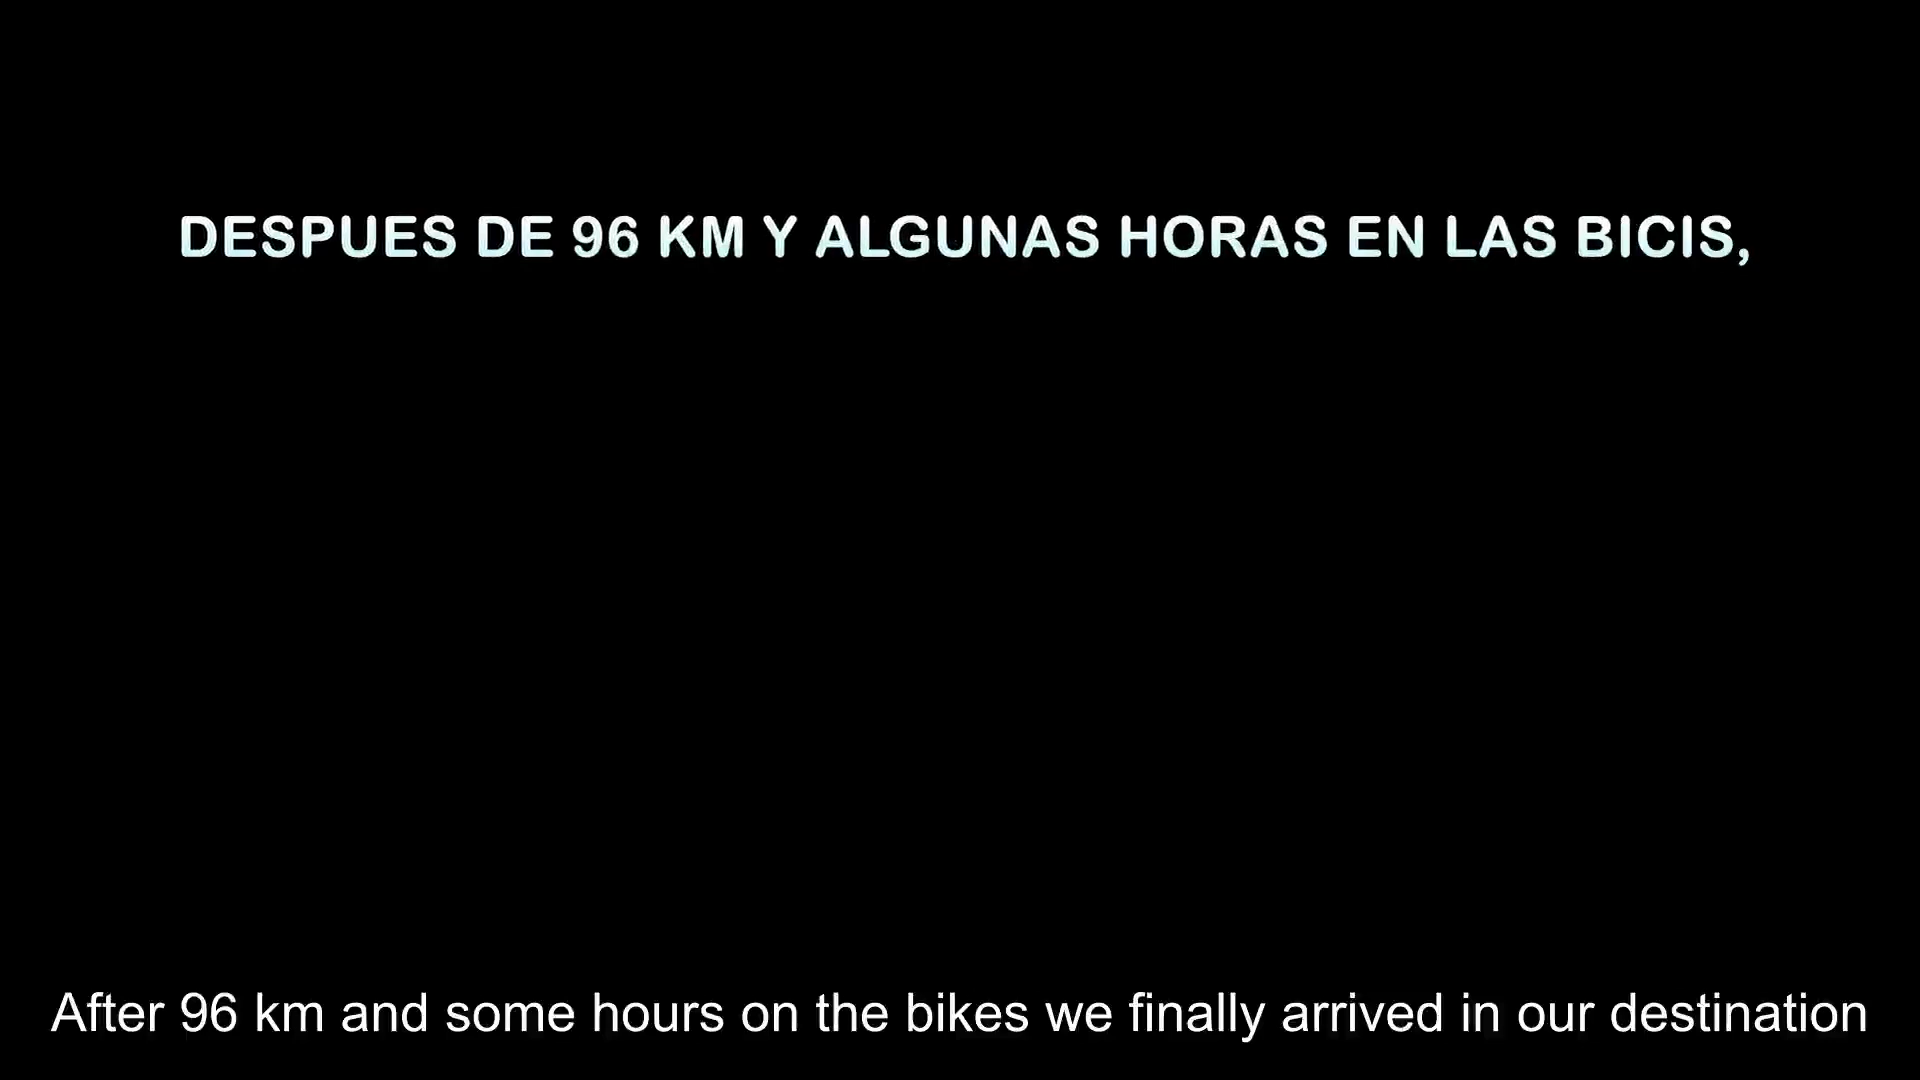 DESPUES DE 96 KM Y ALGUNAS HORAS EN LAS BICIS,
After 96 km and some hours on the bikes we finally arrived in our destination